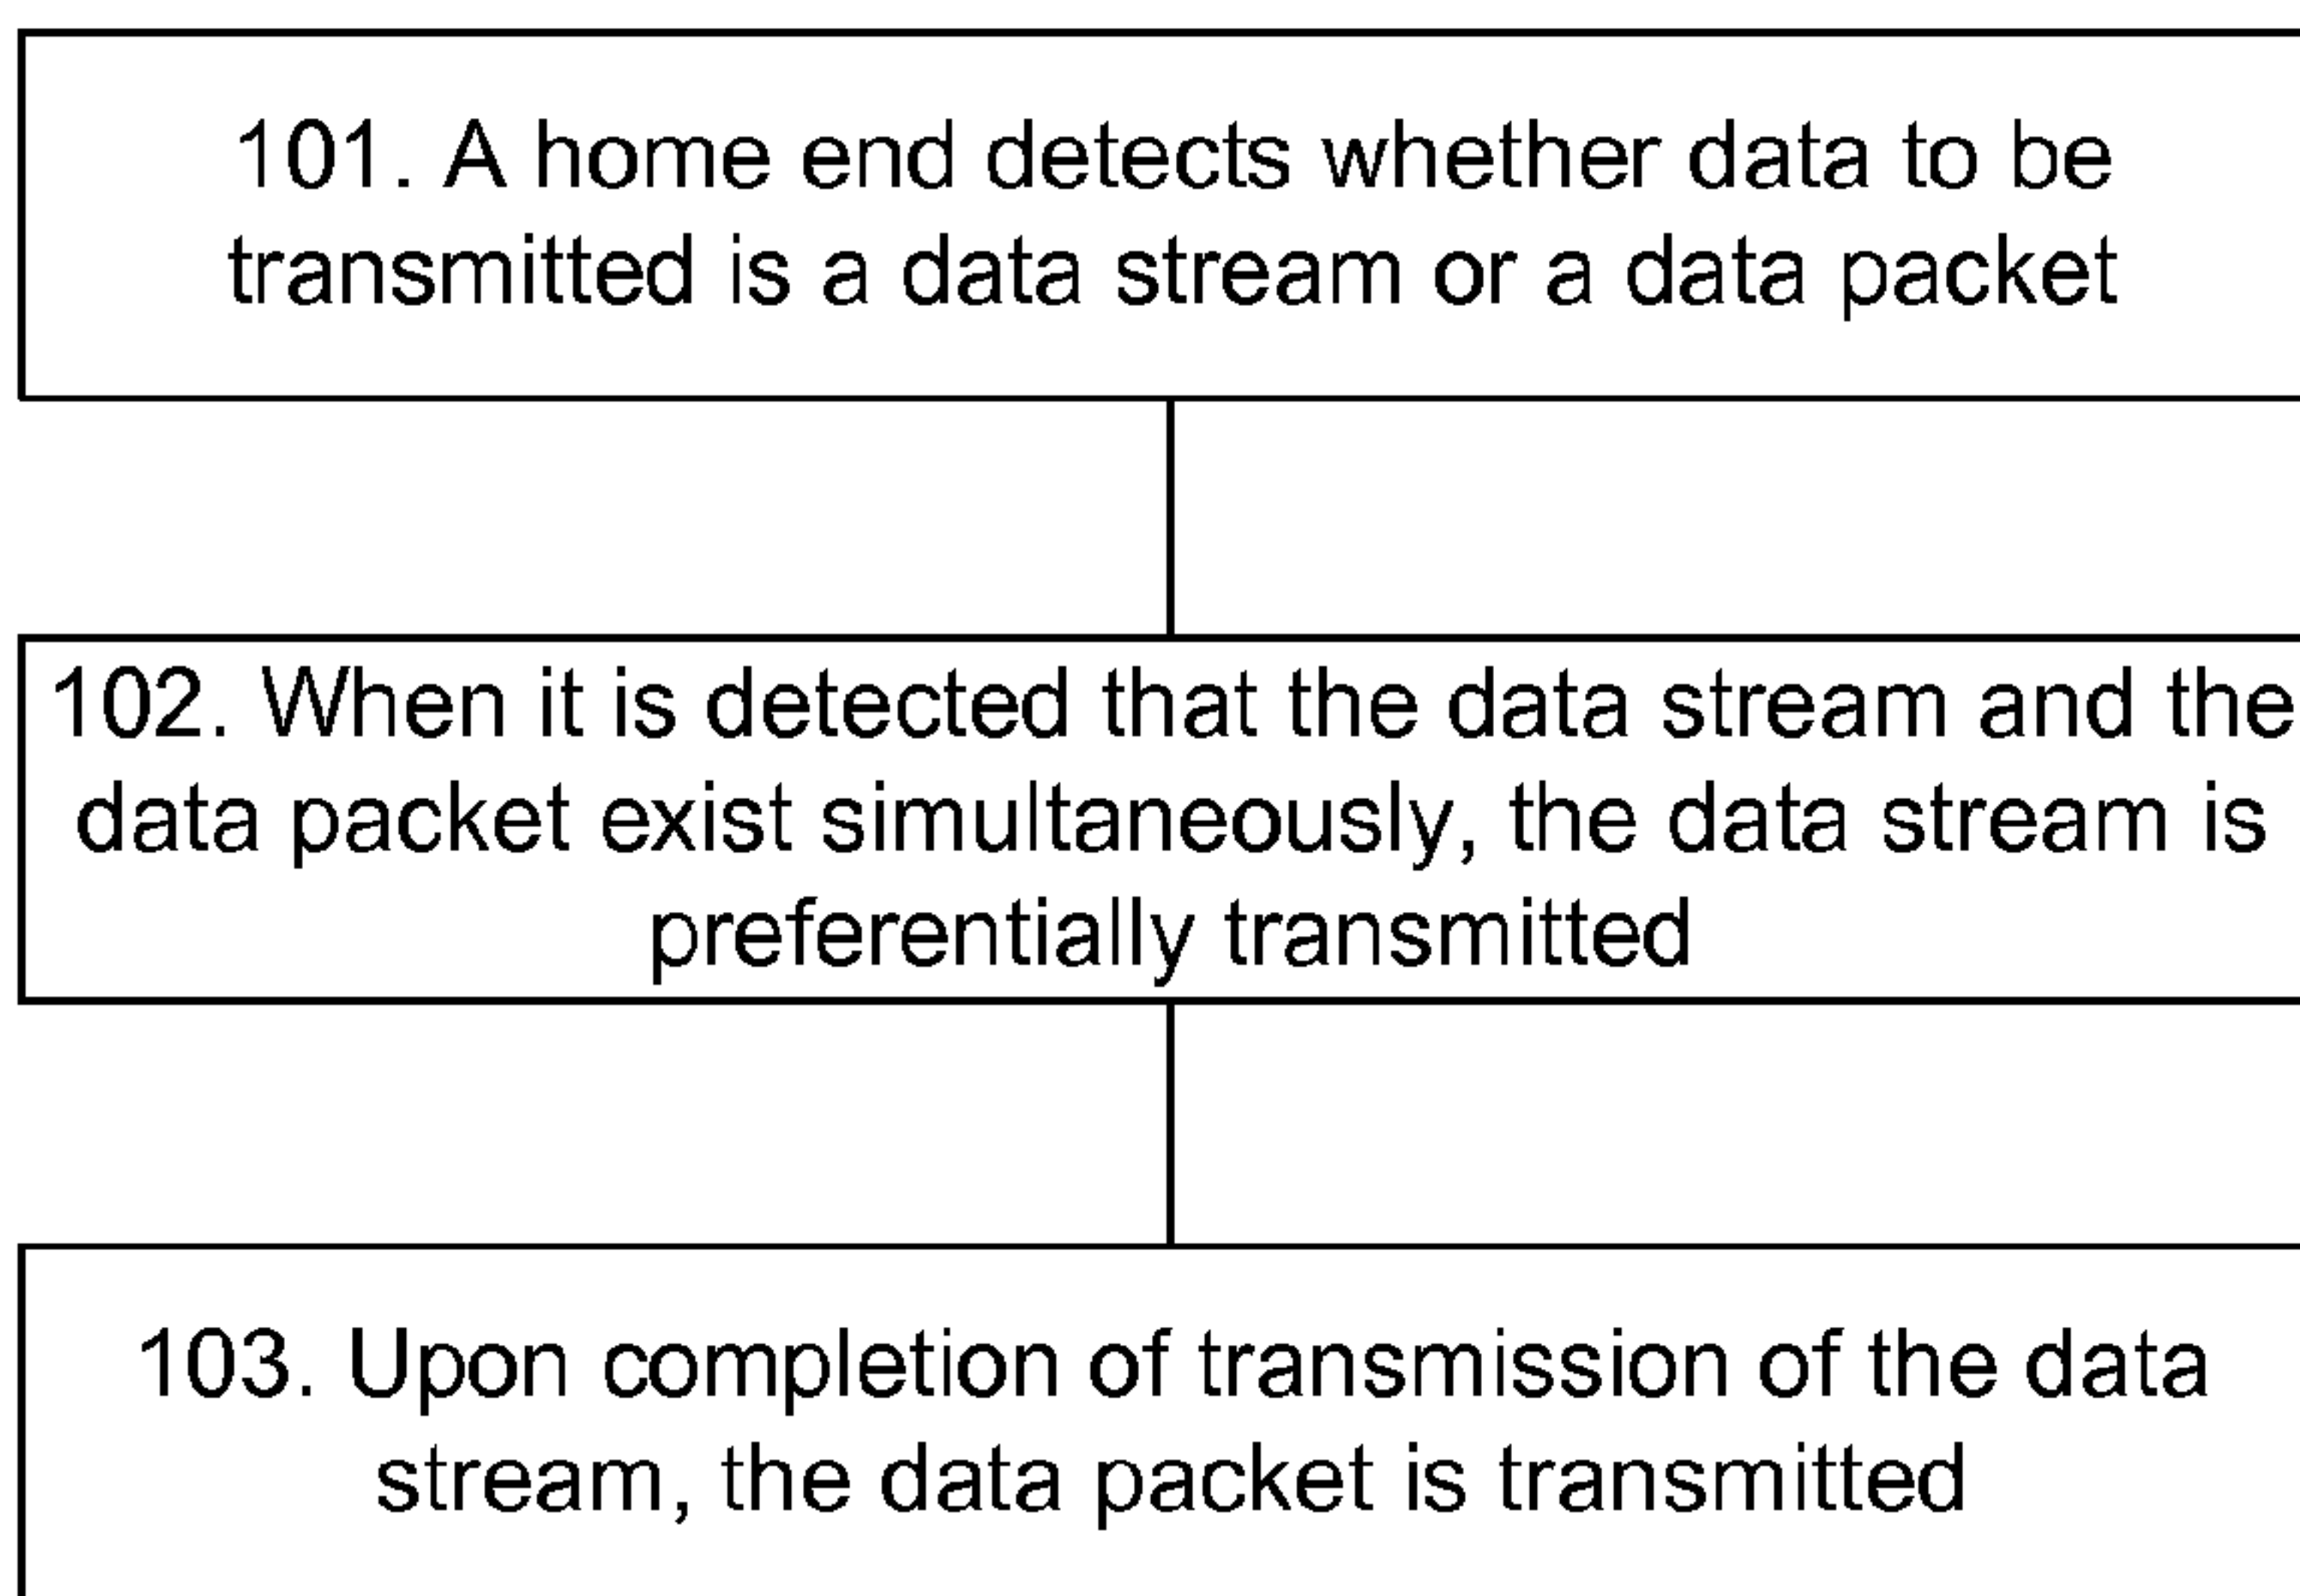 101. A home end detects whether data to be
transmitted is a data stream or a data packet
102. When it is detected that the data stream and the
data packet exist simultaneously, the data stream is
preferentially transmitted
103. Upon completion of transmission of the data
stream, the data packet is transmitted